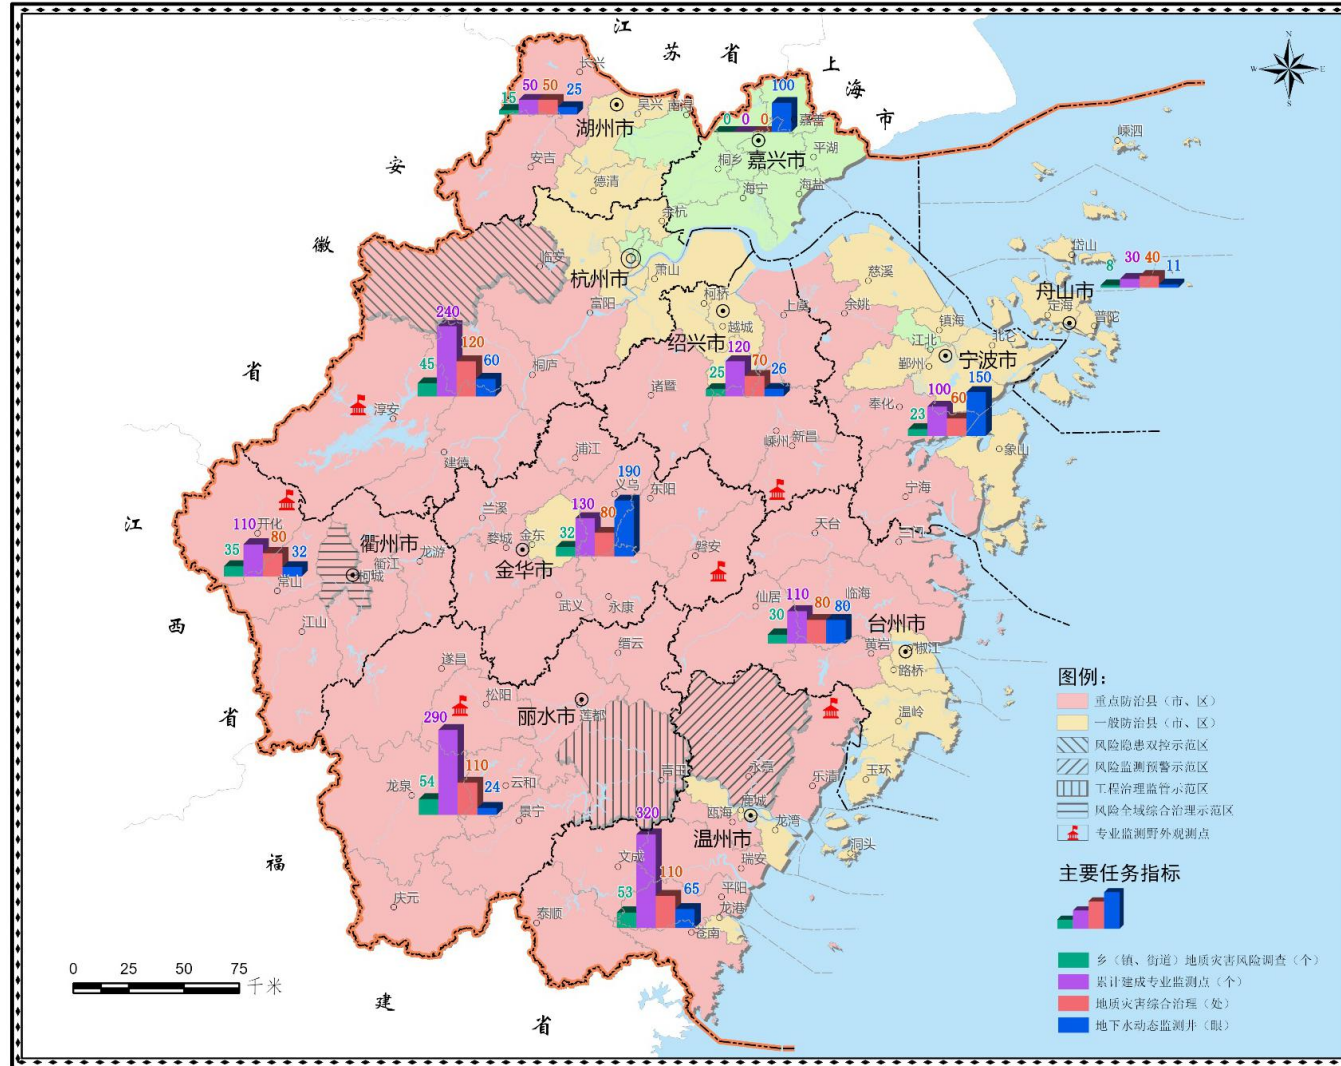 江
苏
省
上
海
市
安
徽
省
江
西
省
福
建
省
N
W
E
S
长兴
15
50
50
25
吴兴
南浔
湖州市
安吉
德清
0
0
0
100
嘉善
嘉兴市
平湖
桐乡
海宁
海盐
嵊泗
余杭
临安
杭州市
萧山
富阳
柯桥
上虞
越城
绍兴市
慈溪
余姚
镇海
江北
北仑
鄞州
宁波市
岱山
8
30
40
11
舟山市
定海
普陀
240
45
120
60
桐庐
淳安
建德
25
120
70
26
诸暨
嵊州
新昌
奉化
23
100
60
150
象山
宁海
浦江
义乌
东阳
兰溪
婺城
金东
金华市
32
130
80
190
磐安
武义
永康
天台
三门
开化
35
110
80
32
常山
衢州市
衢江
龙游
柯城
江山
仙居
临海
30
110
80
80
台州市
黄岩
椒江
路桥
温岭
玉环
缙云
遂昌
松阳
丽水市
莲都
290
54
110
24
龙泉
云和
景宁
青田
庆元
永嘉
乐清
鹿城
瓯海
龙湾
温州市
洞头
320
53
110
65
文成
瑞安
平阳
龙港
泰顺
苍南
图例：
重点防治县（市、区）
一般防治县（市、区）
风险隐患双控示范区
风险监测预警示范区
工程治理监管示范区
风险全域综合治理示范区
专业监测野外观测点
主要任务指标
乡（镇、街道）地质灾害风险调查（个）
累计建成专业监测点（个）
地质灾害综合治理（处）
地下水动态监测井（眼）
0 25 50 75
千米